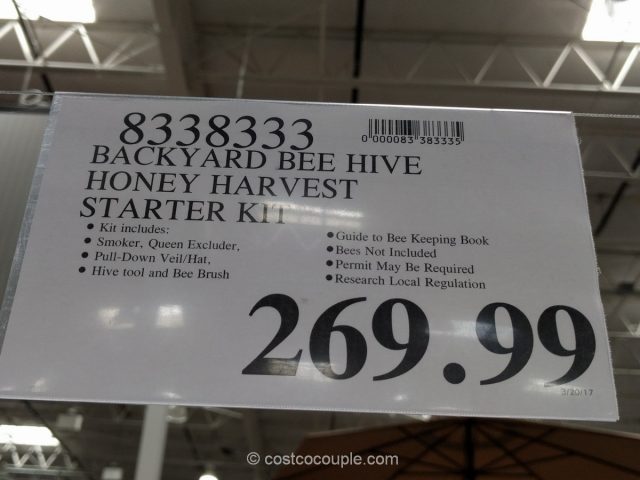 8338333
0 000083 383335
BACKYARD BEE HIVE
HONEY HARVEST
STARTER KIT
• Kit includes:
• Smoker, Queen Excluder,
• Pull-Down Veil/Hat,
• Hive tool and Bee Brush
• Guide to Bee Keeping Book
• Bees Not Included
• Permit May Be Required
• Research Local Regulation
269.99
3/20/17
© costcocouple.com